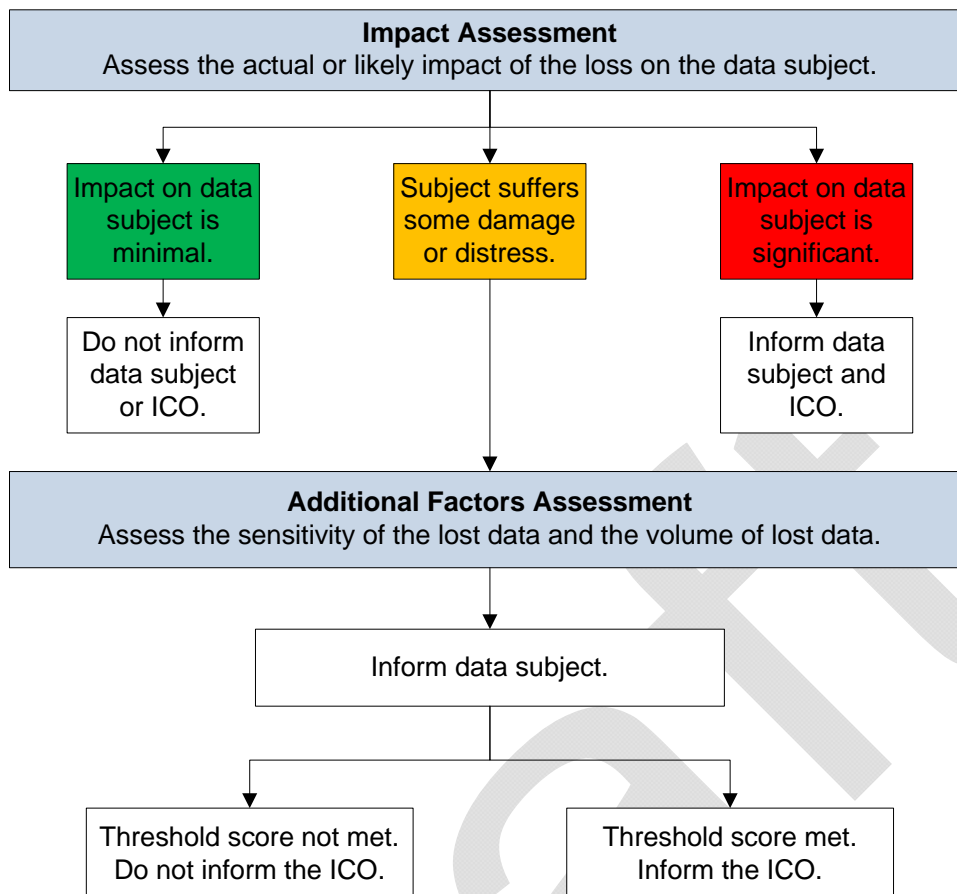 Impact Assessment
Assess the actual or likely impact of the loss on the data subject.
Impact on data
subject is
minimal.
Subject suffers
some damage
or distress.
Impact on data
subject is
significant.
Do not inform
data subject
or ICO.
Inform data
subject and
ICO.
Additional Factors Assessment
Assess the sensitivity of the lost data and the volume of lost data.
Inform data subject.
Threshold score not met.
Do not inform the ICO.
Threshold score met.
Inform the ICO.